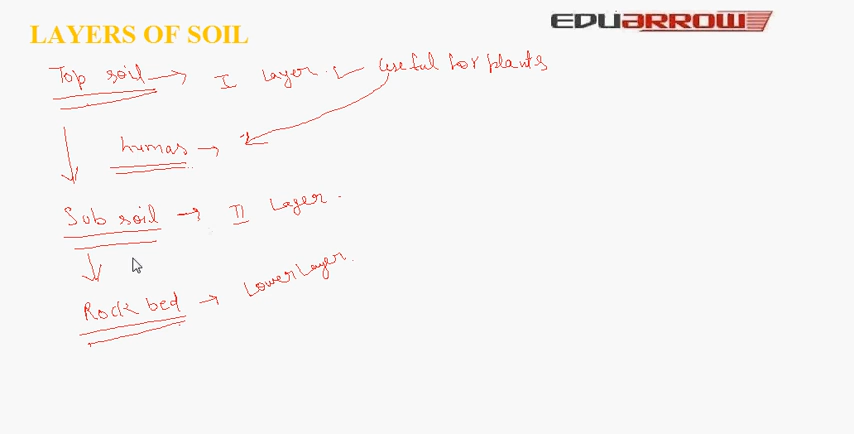 EDUARROW
LAYERS OF SOIL
Top soil → I Layer. useful for plants
humas →
Sub soil → II Layer.
Rock bed → Lower Layer.